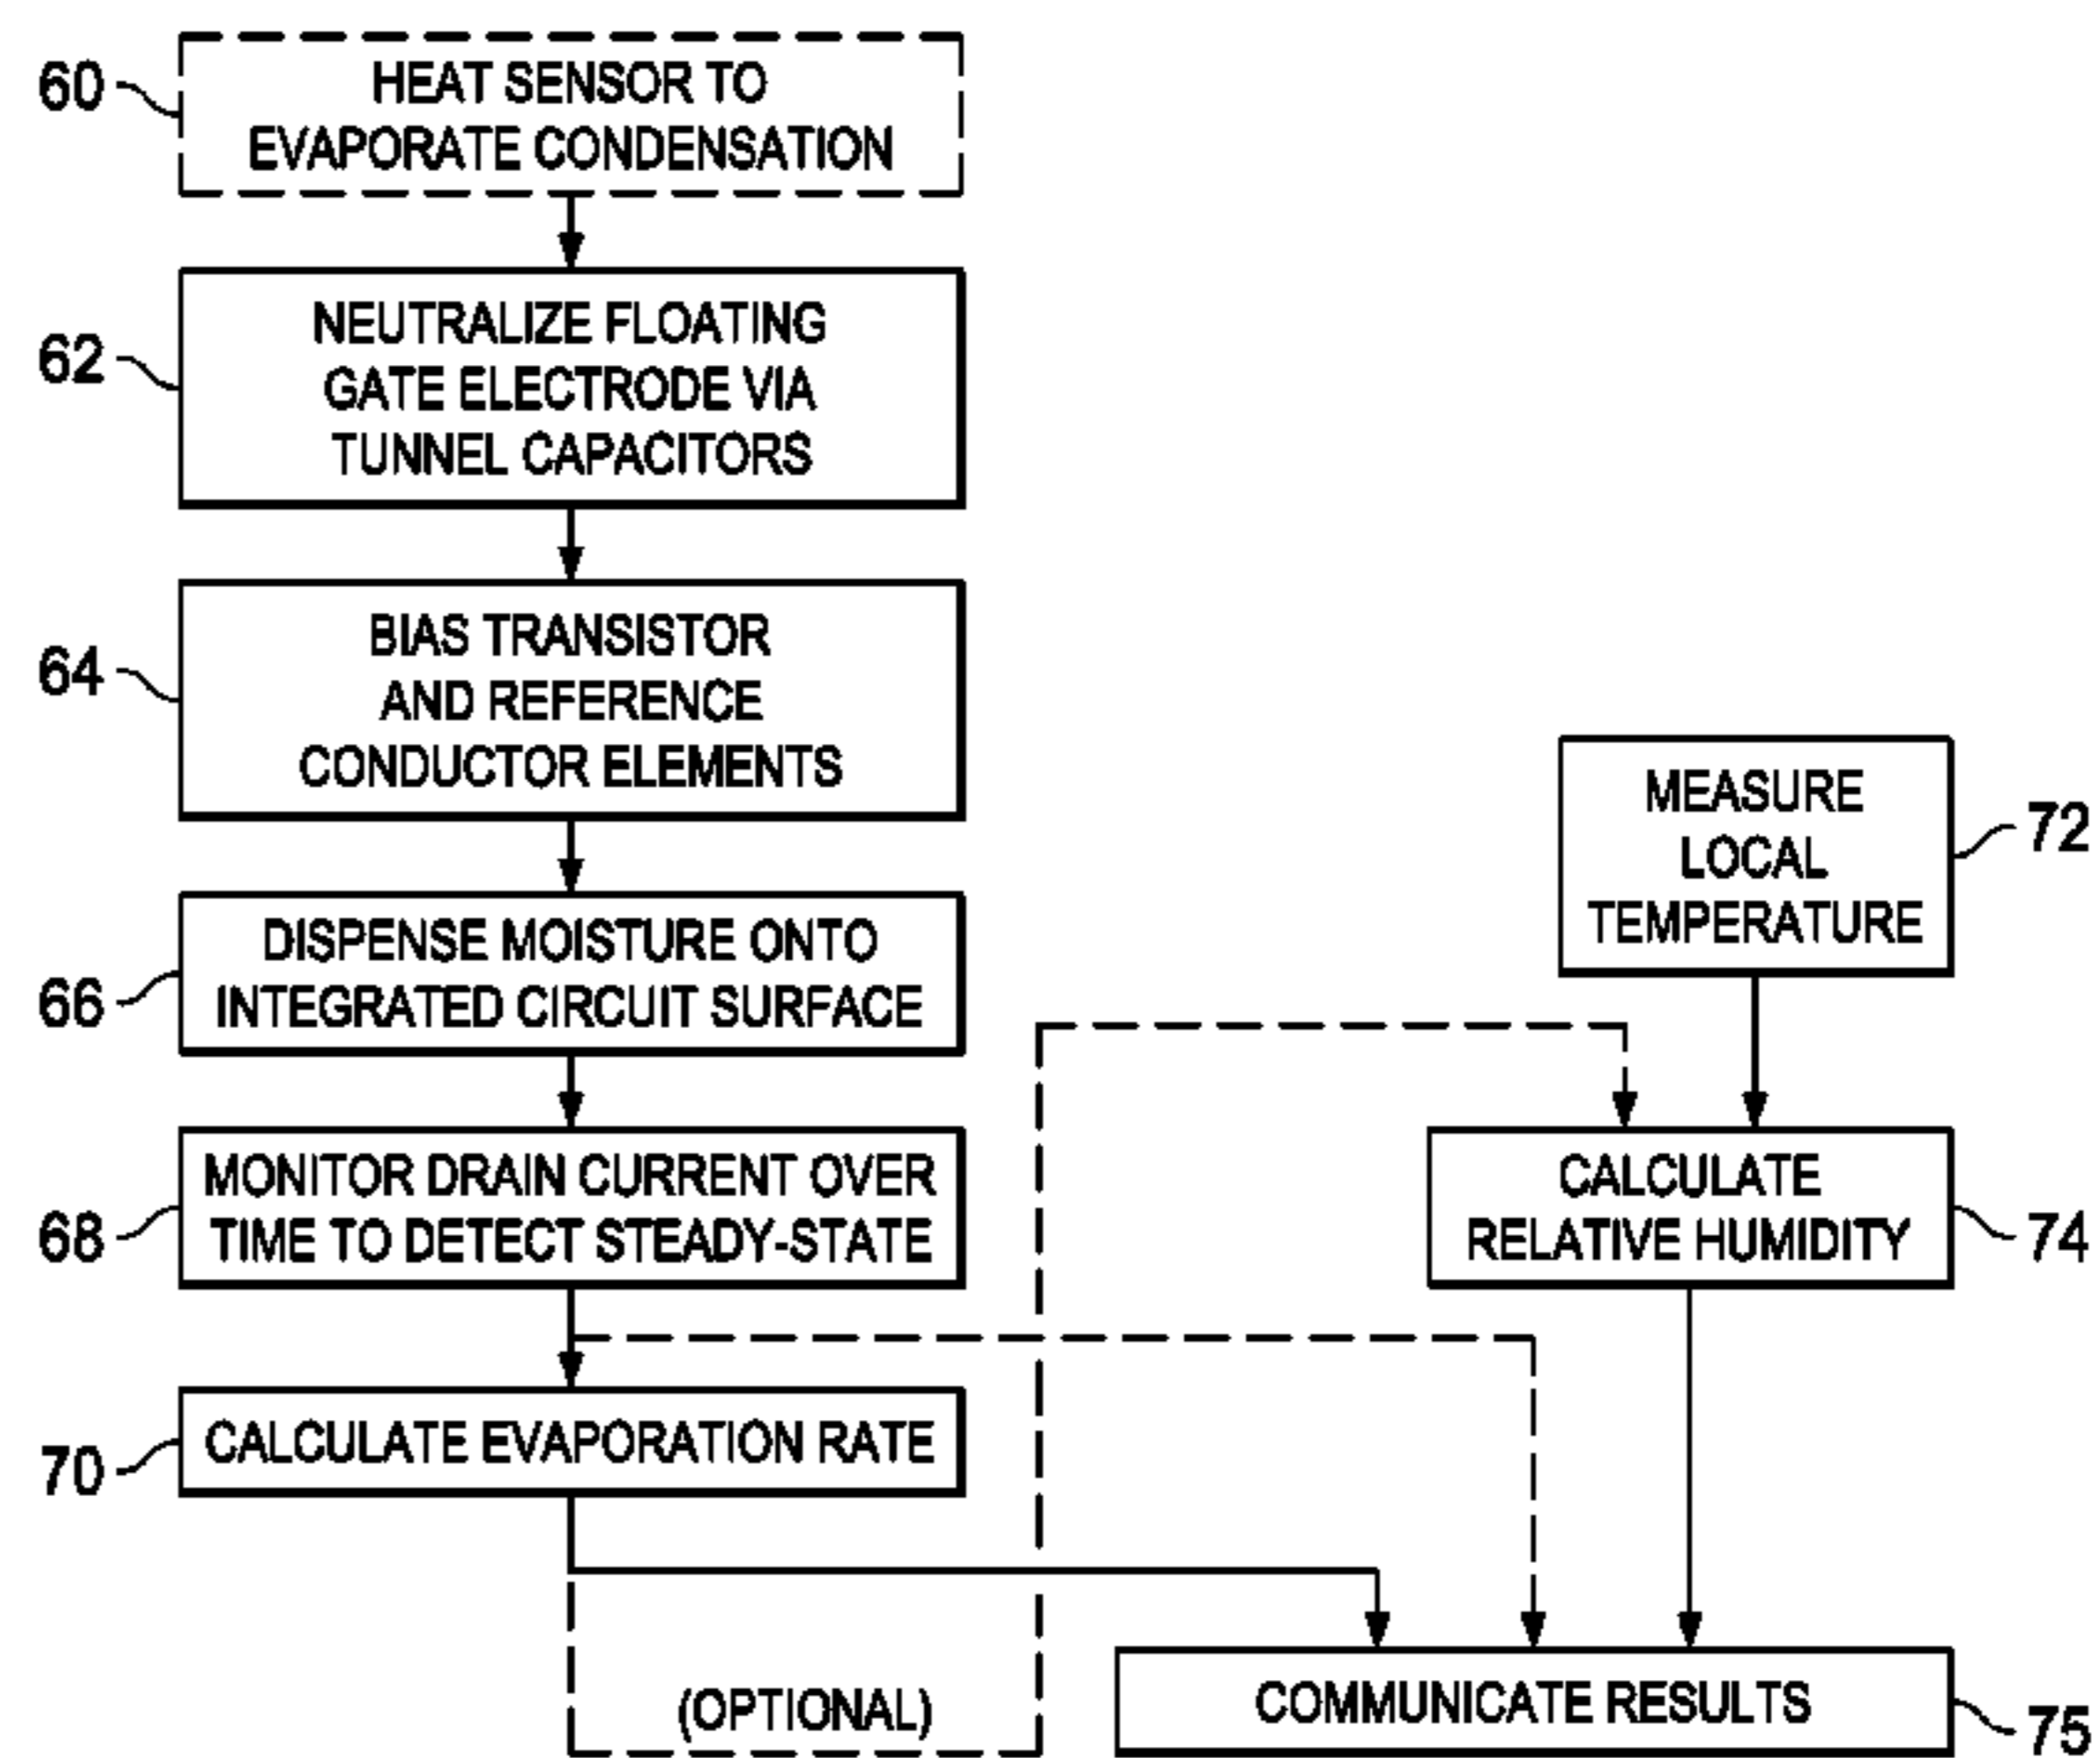 60
HEAT SENSOR TO
EVAPORATE CONDENSATION
62
NEUTRALIZE FLOATING
GATE ELECTRODE VIA
TUNNEL CAPACITORS
64
BIAS TRANSISTOR
AND REFERENCE
CONDUCTOR ELEMENTS
66
DISPENSE MOISTURE ONTO
INTEGRATED CIRCUIT SURFACE
68
MONITOR DRAIN CURRENT OVER
TIME TO DETECT STEADY-STATE
70
CALCULATE EVAPORATION RATE
(OPTIONAL)
MEASURE
LOCAL
TEMPERATURE
72
CALCULATE
RELATIVE HUMIDITY
74
COMMUNICATE RESULTS
75